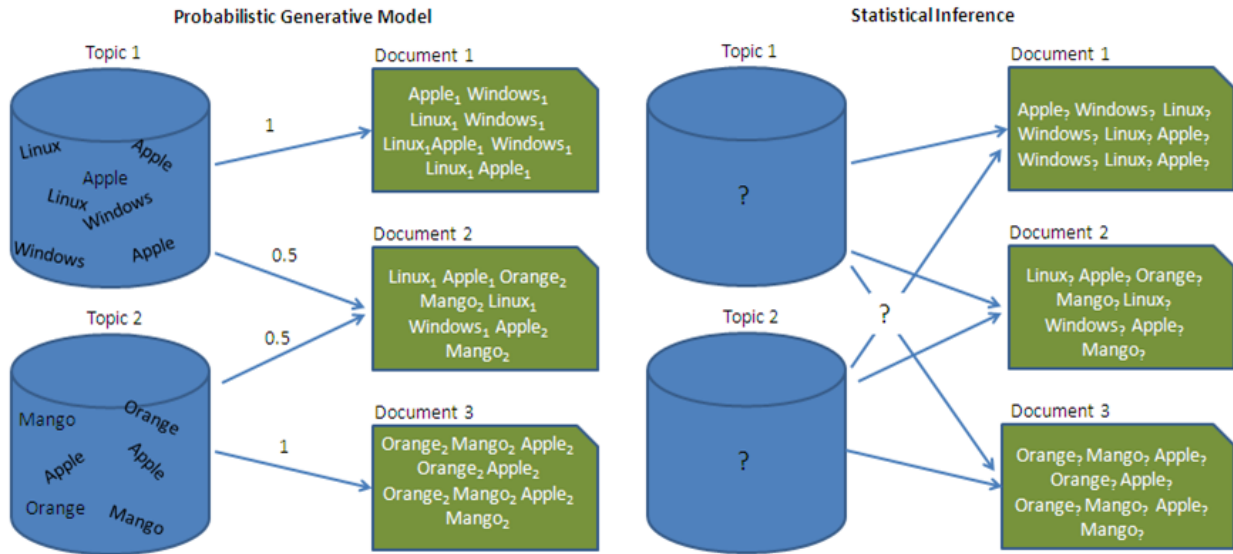 Probabilistic Generative Model
Topic 1
Linux
Apple
Apple
Linux
Windows
Windows
Apple
1
0.5
Topic 2
Mango
Orange
Apple
Apple
Orange
Mango
0.5
1
Document 1
Apple₁ Windows₁
Linux₁ Windows₁
Linux₁Apple₁ Windows₁
Linux₁ Apple₁
Document 2
Linux₁ Apple₁ Orange₂
Mango₂ Linux₁
Windows₁ Apple₂
Mango₂
Document 3
Orange₂ Mango₂ Apple₂
Orange₂ Apple₂
Orange₂ Mango₂ Apple₂
Mango₂
Statistical Inference
Topic 1
?
Topic 2
?
?
Document 1
Apple? Windows? Linux?
Windows? Linux? Apple?
Windows? Linux? Apple?
Document 2
Linux? Apple? Orange?
Mango? Linux?
Windows? Apple?
Mango?
Document 3
Orange? Mango? Apple?
Orange? Apple?
Orange? Mango? Apple?
Mango?